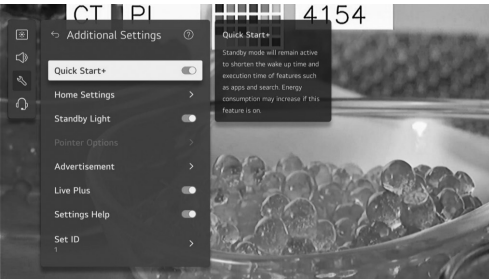 CT PL 4154
Additional Settings
Quick Start+
Home Settings
Standby Light
Pointer Options
Advertisement
Live Plus
Settings Help
Set ID
1
Quick Start+
Standby mode will remain active
to shorten the wake up time and
execution time of features such
as apps and search. Energy
consumption may increase if this
feature is on.